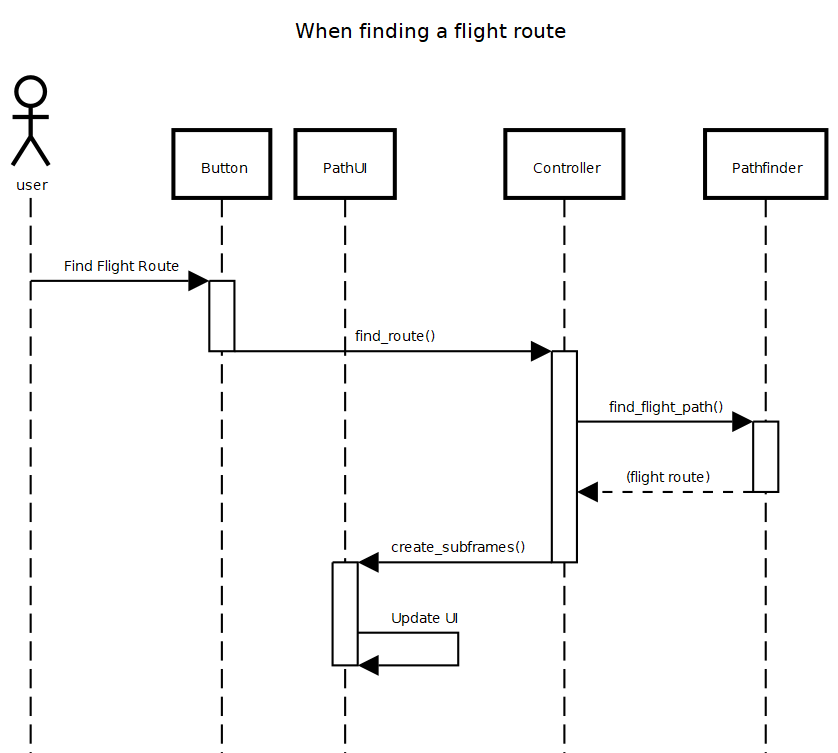 When finding a flight route
user
Button
PathUI
Controller
Pathfinder
Find Flight Route
find_route()
find_flight_path()
(flight route)
create_subframes()
Update UI